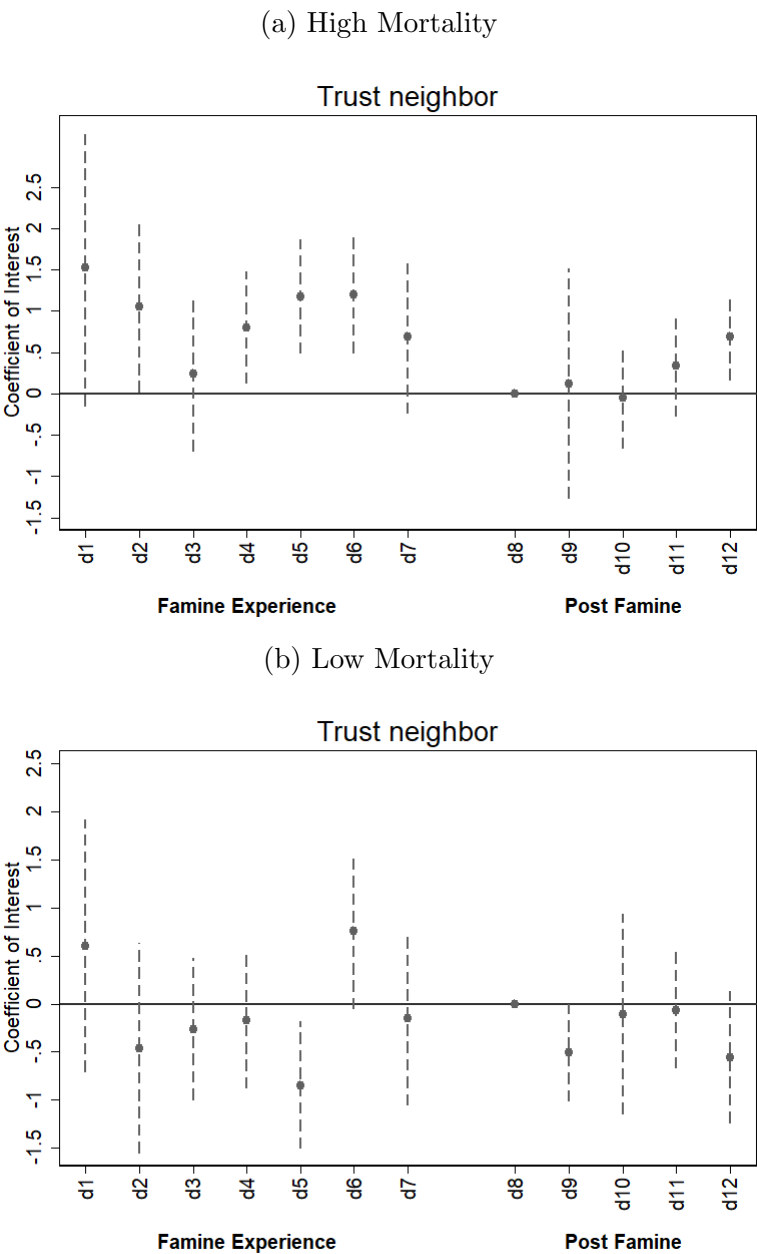 (a) High Mortality
Trust neighbor
Coefficient of Interest
2.5
2
1.5
1
.5
0
-.5
-1
-1.5
d1 d2 d3 d4 d5 d6 d7 d8 d9 d10 d11 d12
Famine Experience Post Famine
(b) Low Mortality
Trust neighbor
Coefficient of Interest
2.5
2
1.5
1
.5
0
-.5
-1
-1.5
d1 d2 d3 d4 d5 d6 d7 d8 d9 d10 d11 d12
Famine Experience Post Famine